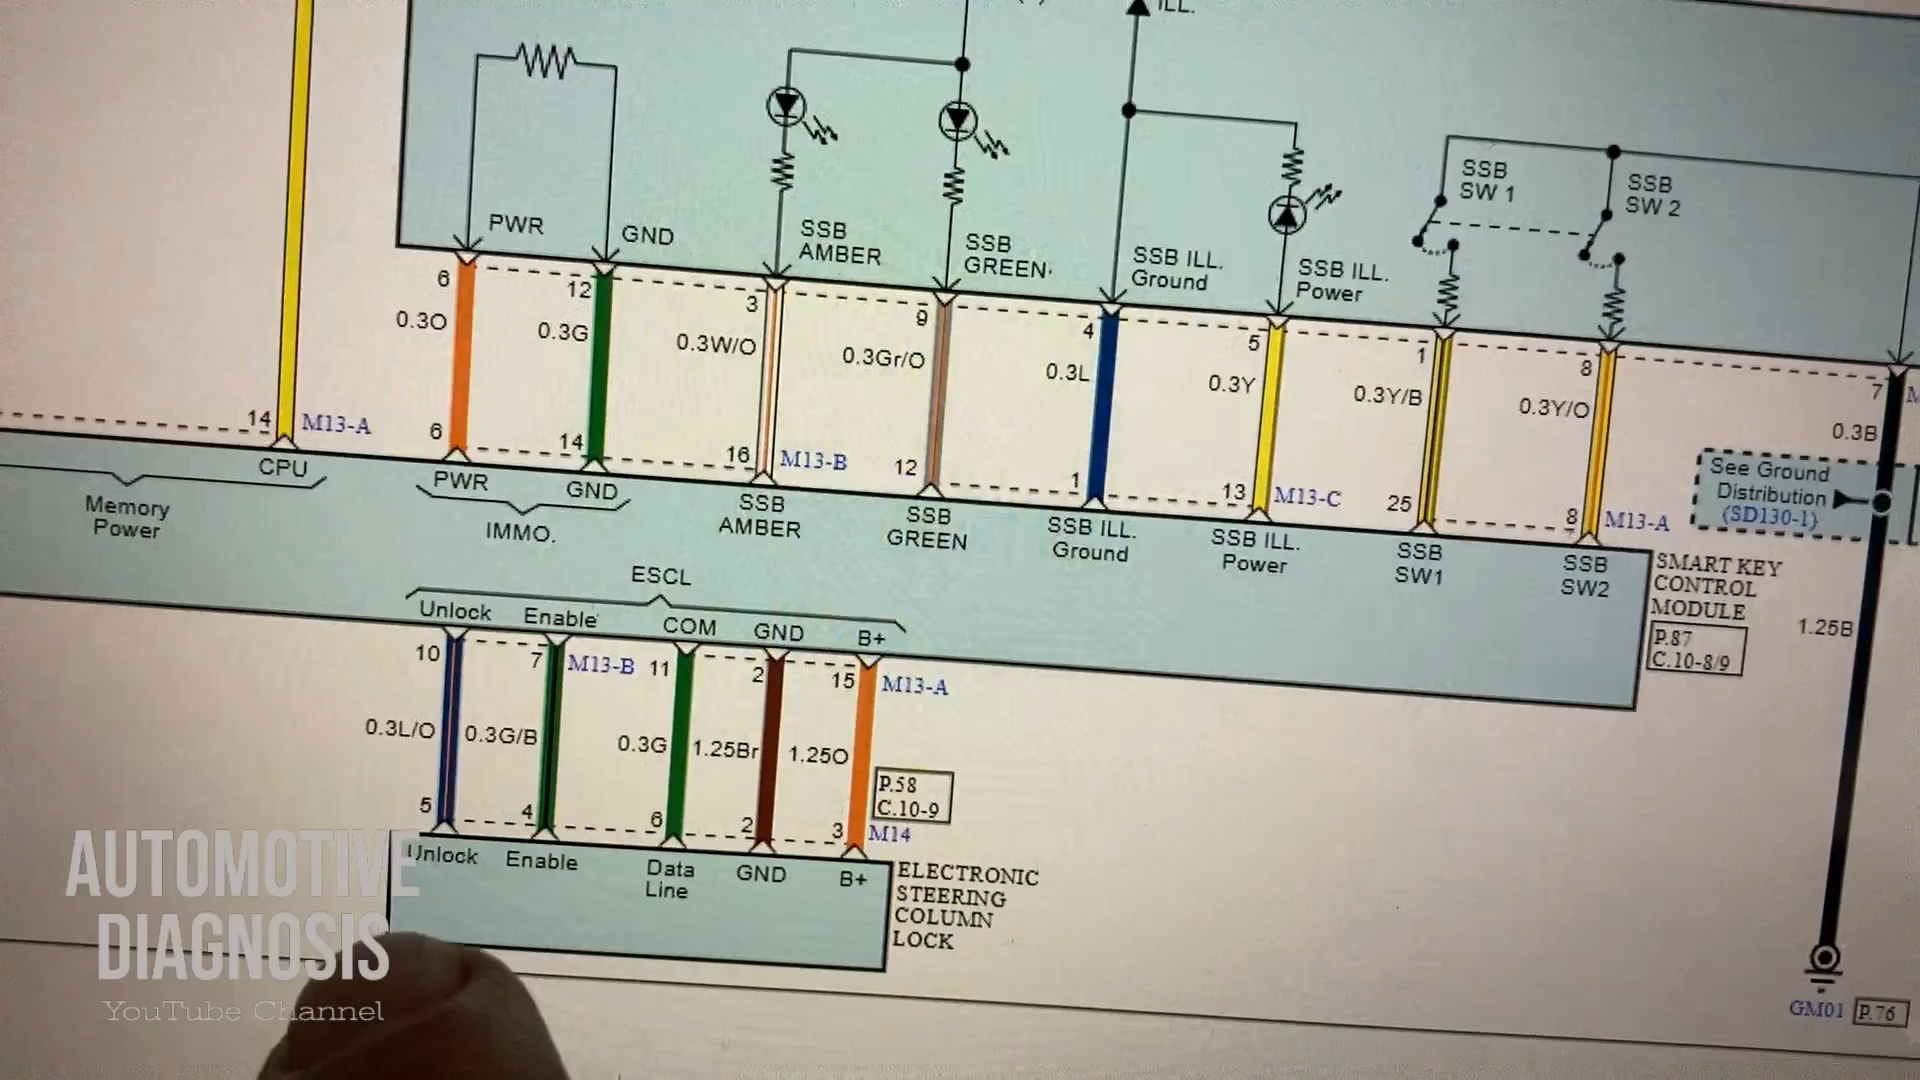 ILL.
PWR
GND
SSB
AMBER
SSB
GREEN
SSB ILL.
Ground
SSB ILL.
Power
SSB
SW 1
SSB
SW 2
6
12
3
9
4
5
1
8
7
0.3O
0.3G
0.3W/O
0.3Gr/O
0.3L
0.3Y
0.3Y/B
0.3Y/O
0.3B
14
M13-A
6
14
16
M13-B
12
1
13
M13-C
25
8
M13-A
See Ground
Distribution
(SD130-1)
CPU
Memory
Power
PWR
GND
IMMO.
SSB
AMBER
SSB
GREEN
SSB ILL.
Ground
SSB ILL.
Power
SSB
SW1
SSB
SW2
SMART KEY
CONTROL
MODULE
P.87
C.10-8/9
1.25B
ESCL
Unlock
Enable
COM
GND
B+
10
7
M13-B
11
2
15
M13-A
0.3L/O
0.3G/B
0.3G
1.25Br
1.25O
P.58
C.10-9
5
4
6
2
3
M14
Unlock
Enable
Data
Line
GND
B+
ELECTRONIC
STEERING
COLUMN
LOCK
GM01
P.76
AUTOMOTIVE
DIAGNOSIS
YouTube Channel